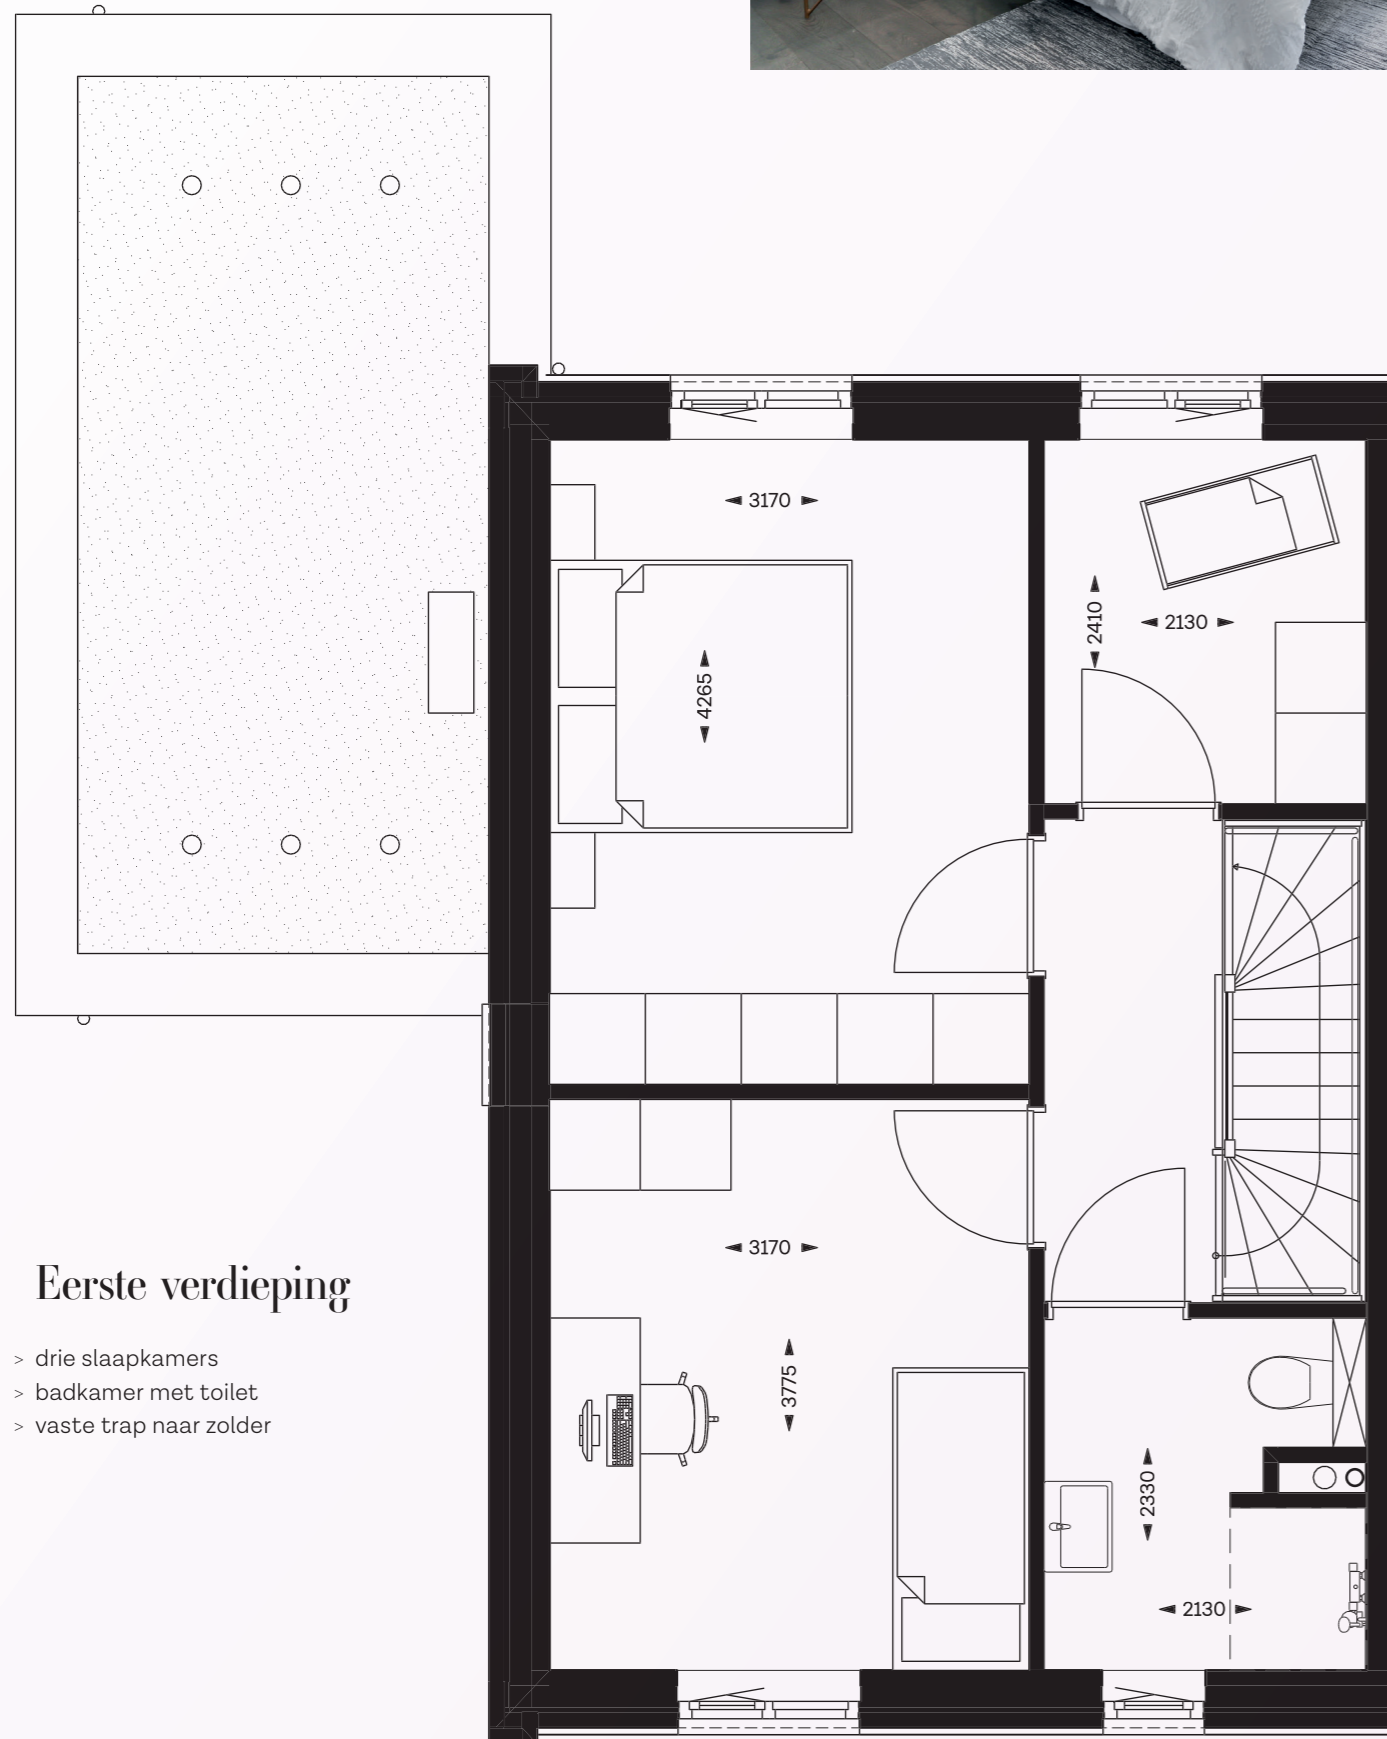 3170
2410
2130
4265
3170
3775
2330
2130
Eerste verdieping
> drie slaapkamers
> badkamer met toilet
> vaste trap naar zolder